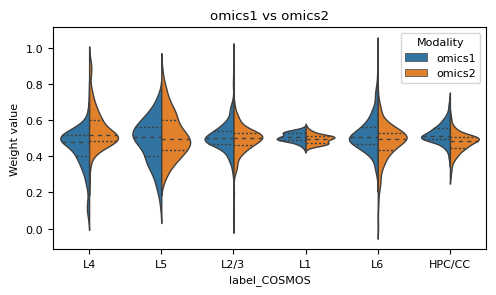 omics1 vs omics2
Modality
omics1
omics2
Weight value
1.0
0.8
0.6
0.4
0.2
0.0
L4 L5 L2/3 L1 L6 HPC/CC
label_COSMOS